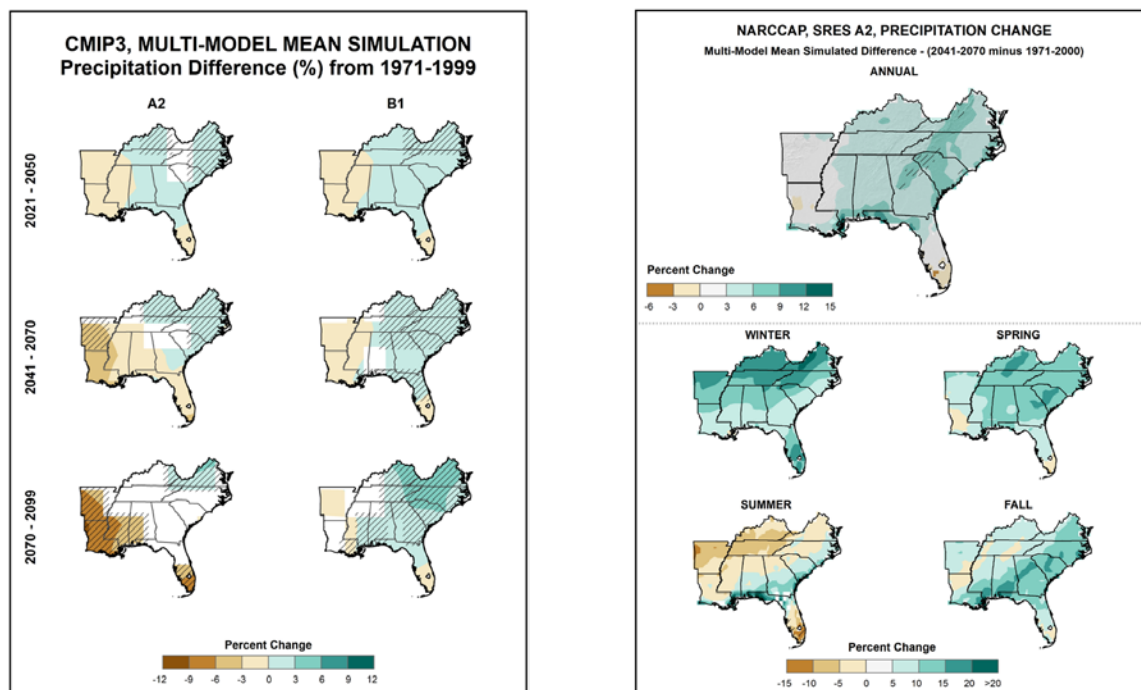 CMIP3, MULTI-MODEL MEAN SIMULATION
Precipitation Difference (%) from 1971-1999
A2
B1
2021 - 2050
2041 - 2070
2070 - 2099
Percent Change
-12 -9 -6 -3 0 3 6 9 12
NARCCAP, SRES A2, PRECIPITATION CHANGE
Multi-Model Mean Simulated Difference - (2041-2070 minus 1971-2000)
ANNUAL
Percent Change
-6 -3 0 3 6 9 12 15
WINTER
SPRING
SUMMER
FALL
Percent Change
-15 -10 -5 0 5 10 15 20 >20